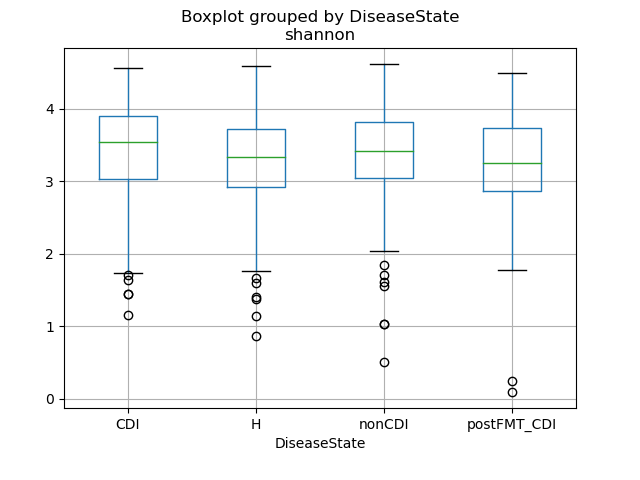 Boxplot grouped by DiseaseState
shannon
4
3
2
1
0
CDI
H
nonCDI
postFMT_CDI
DiseaseState